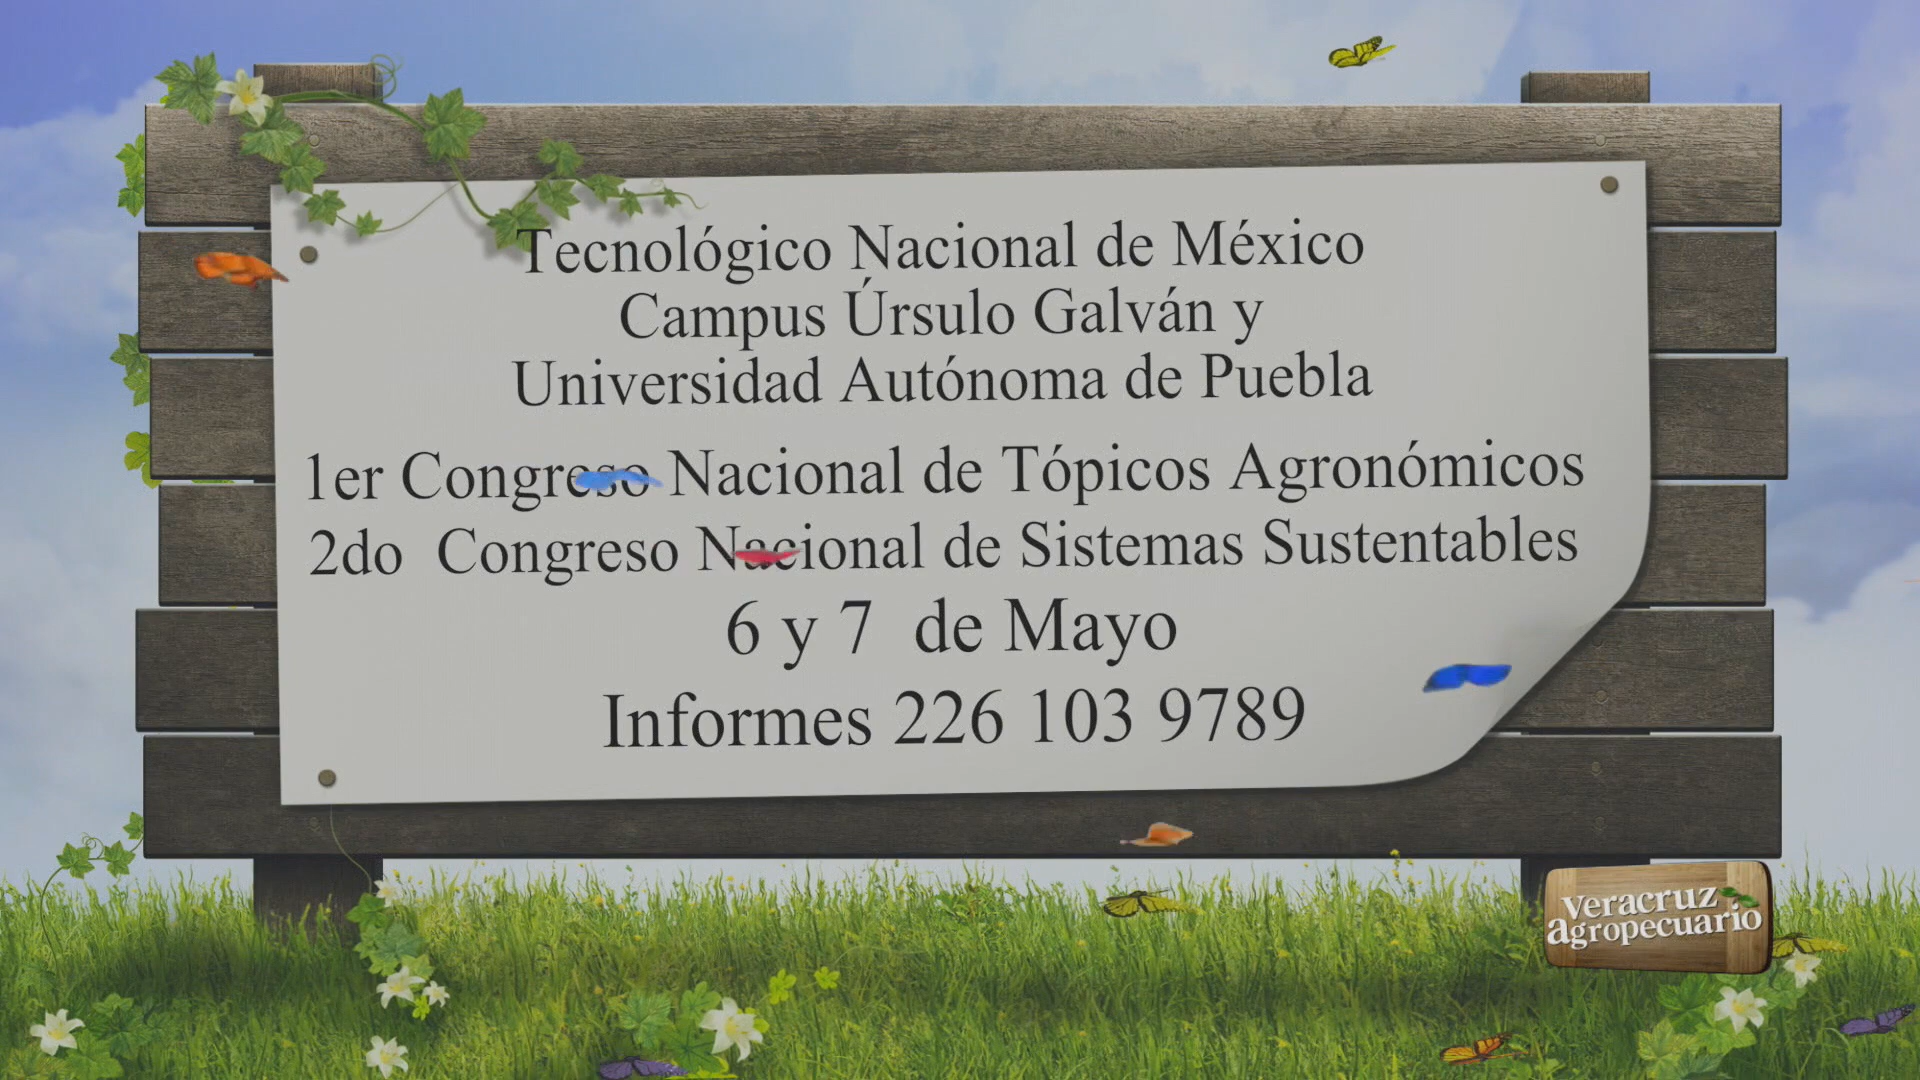 Tecnológico Nacional de México
Campus Úrsulo Galván y
Universidad Autónoma de Puebla
1er Congreso Nacional de Tópicos Agronómicos
2do Congreso Nacional de Sistemas Sustentables
6 y 7 de Mayo
Informes 226 103 9789
veracruz
agropecuario